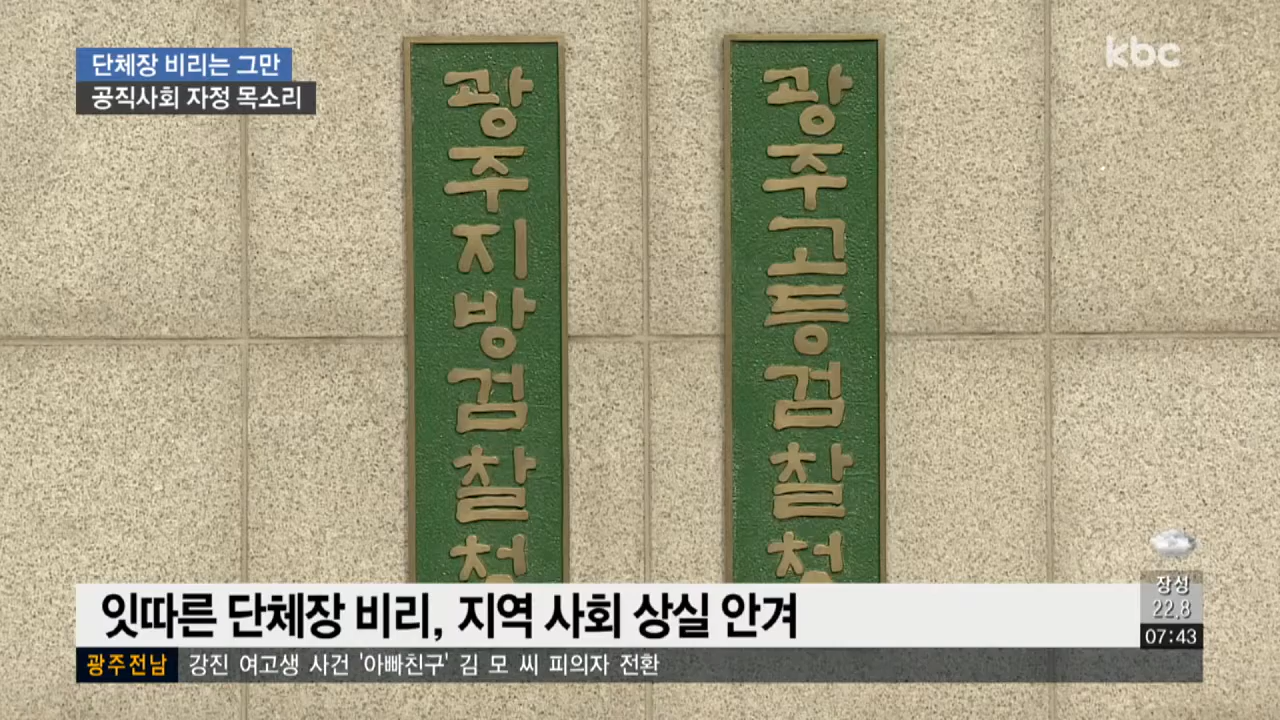 단체장 비리는 그만
공직사회 자정 목소리
kbc
광주지방검찰청
광주고등검찰청
잇따른 단체장 비리, 지역 사회 상실 안겨
장성
22.8
07:43
광주전남 강진 여고생 사건 '아빠친구' 김 모 씨 피의자 전환